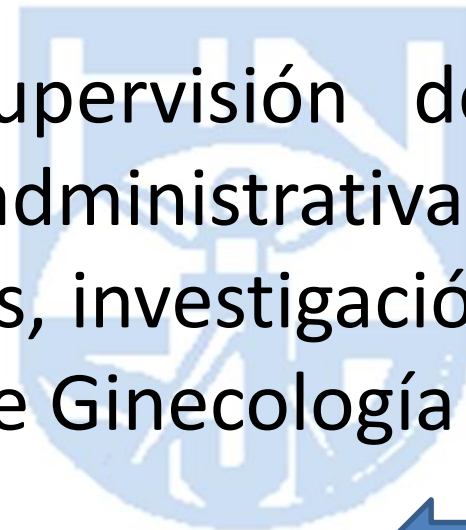 upervisión de
dministrativa
s, investigació
e Ginecología